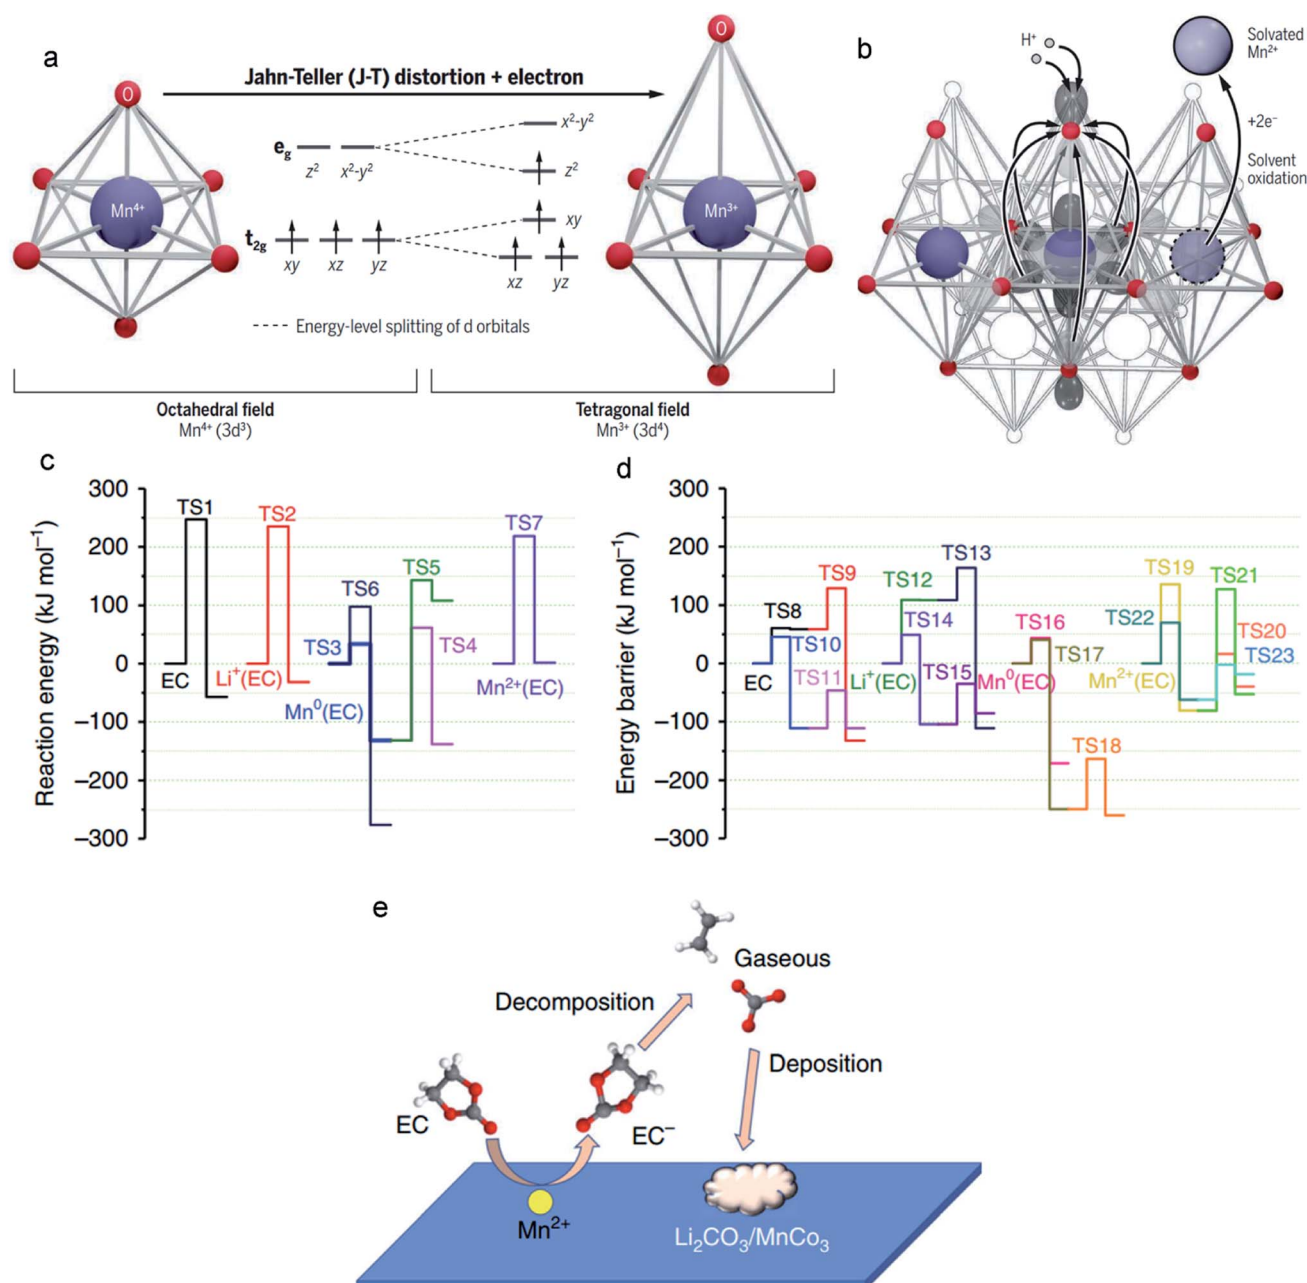 a
Jahn-Teller (J-T) distortion + electron
O
O
x²-y²
e_g
z²
x²-y²
z²
Mn⁴⁺
Mn³⁺
xy
t_2g
xy
xz
yz
xz
yz
Energy-level splitting of d orbitals
Octahedral field
Mn⁴⁺ (3d³)
Tetragonal field
Mn³⁺ (3d⁴)
b
H⁺
Solvated
Mn²⁺
+2e⁻
Solvent
oxidation
c
Reaction energy (kJ mol⁻¹)
300
200
100
0
−100
−200
−300
TS1
TS2
TS7
TS6
TS5
TS3
TS4
EC
Li⁺(EC)
Mn⁰(EC)
Mn²⁺(EC)
d
Energy barrier (kJ mol⁻¹)
300
200
100
0
−100
−200
−300
TS13
TS9
TS12
TS19
TS21
TS8
TS10
TS14
TS16
TS22
TS20
TS11
TS15
TS17
TS23
EC
Li⁺(EC)
Mn⁰(EC)
Mn²⁺(EC)
TS18
e
Gaseous
Decomposition
Deposition
EC
EC⁻
Mn²⁺
Li₂CO₃/MnCo₃